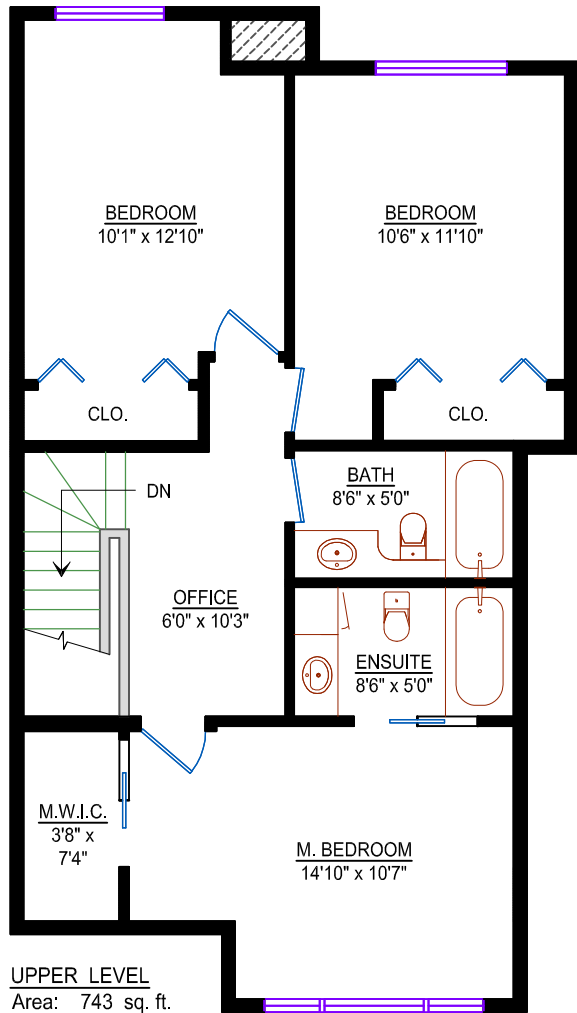 BEDROOM
10'1" x 12'10"
BEDROOM
10'6" x 11'10"
CLO.
CLO.
BATH
8'6" x 5'0"
DN
OFFICE
6'0" x 10'3"
ENSUITE
8'6" x 5'0"
M.W.I.C.
3'8" x
7'4"
M. BEDROOM
14'10" x 10'7"
UPPER LEVEL
Area: 743 sq. ft.